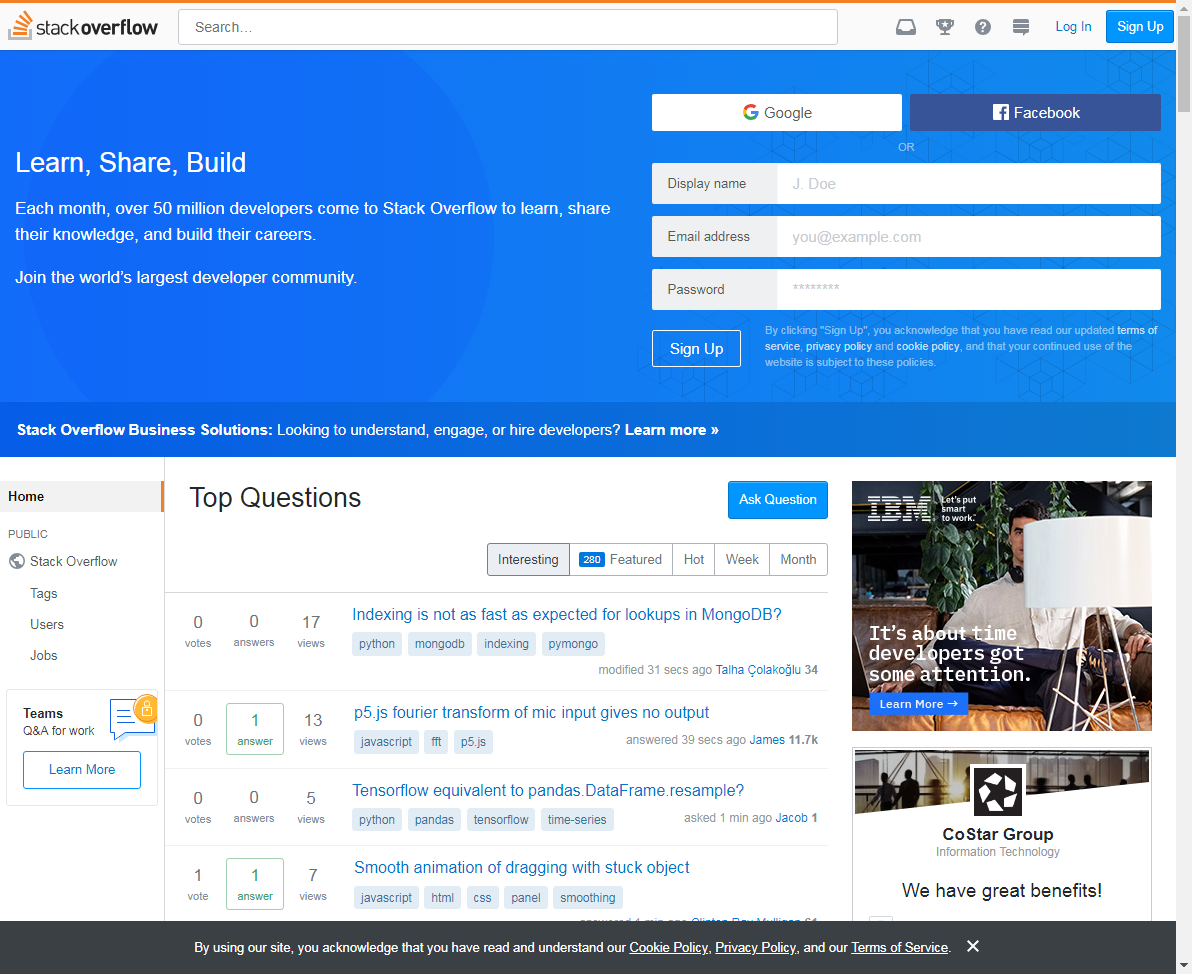 stackoverflow
Search...
Log In
Sign Up
Learn, Share, Build
Each month, over 50 million developers come to Stack Overflow to learn, share
their knowledge, and build their careers.
Join the world's largest developer community.
Google
Facebook
OR
Display name
J. Doe
Email address
you@example.com
Password
********
Sign Up
By clicking "Sign Up", you acknowledge that you have read our updated terms of
service, privacy policy and cookie policy, and that your continued use of the
website is subject to these policies.
Stack Overflow Business Solutions: Looking to understand, engage, or hire developers? Learn more »
Home
PUBLIC
Stack Overflow
Tags
Users
Jobs
Teams
Q&A for work
Learn More
Top Questions
Ask Question
Interesting
280 Featured
Hot
Week
Month
0 votes
0 answers
17 views
Indexing is not as fast as expected for lookups in MongoDB?
python mongodb indexing pymongo
modified 31 secs ago Talha Çolakoğlu 34
0 votes
1 answer
13 views
p5.js fourier transform of mic input gives no output
javascript fft p5.js
answered 39 secs ago James 11.7k
0 votes
0 answers
5 views
Tensorflow equivalent to pandas.DataFrame.resample?
python pandas tensorflow time-series
asked 1 min ago Jacob 1
1 vote
1 answer
7 views
Smooth animation of dragging with stuck object
javascript html css panel smoothing
IBM
Let's put
smart
to work.
It's about time
developers got
some attention.
Learn More →
CoStar Group
Information Technology
We have great benefits!
By using our site, you acknowledge that you have read and understand our Cookie Policy, Privacy Policy, and our Terms of Service.